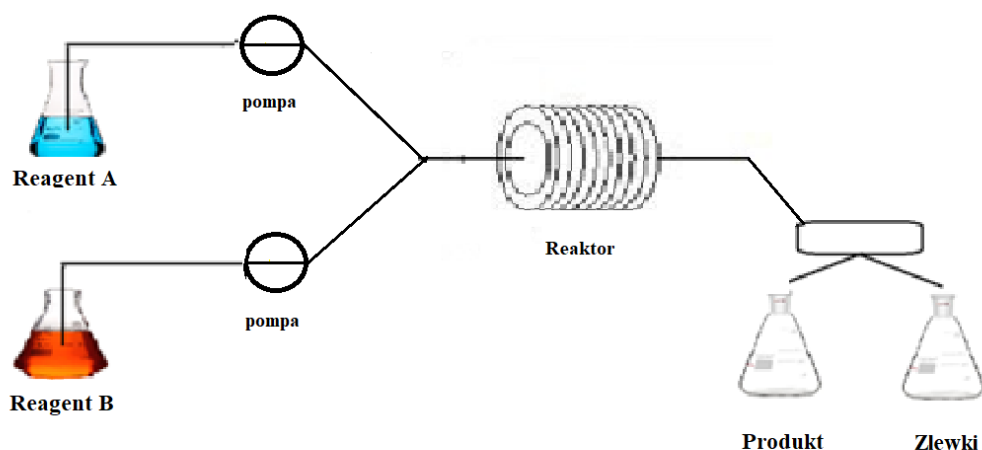 pompa
Reagent A
Reaktor
pompa
Reagent B
Produkt
Zlewki